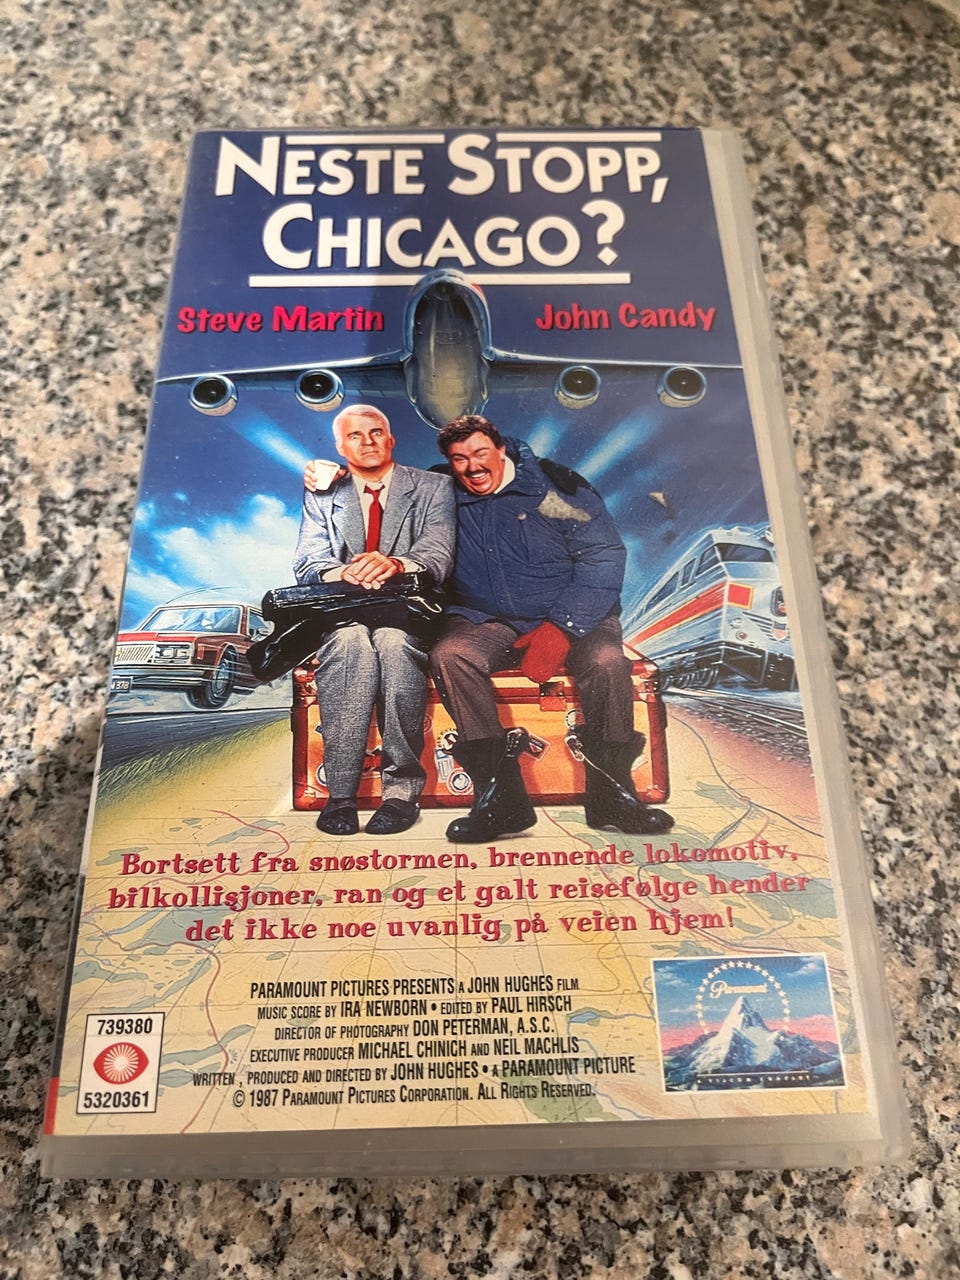 NESTE STOPP,
CHICAGO?
Steve Martin John Candy
Bortsett fra snøstormen, brennende lokomotiv,
bilkollisjoner, ran og et galt reisefølge hender
det ikke noe uvanlig på veien hjem!
PARAMOUNT PICTURES PRESENTS A JOHN HUGHES FILM
MUSIC SCORE BY IRA NEWBORN • EDITED BY PAUL HIRSCH
DIRECTOR OF PHOTOGRAPHY DON PETERMAN, A.S.C.
EXECUTIVE PRODUCER MICHAEL CHINICH AND NEIL MACHLIS
WRITTEN, PRODUCED AND DIRECTED BY JOHN HUGHES • A PARAMOUNT PICTURE
© 1987 PARAMOUNT PICTURES CORPORATION. ALL RIGHTS RESERVED.
739380
5320361
Paramount
A VIACOM COMPANY